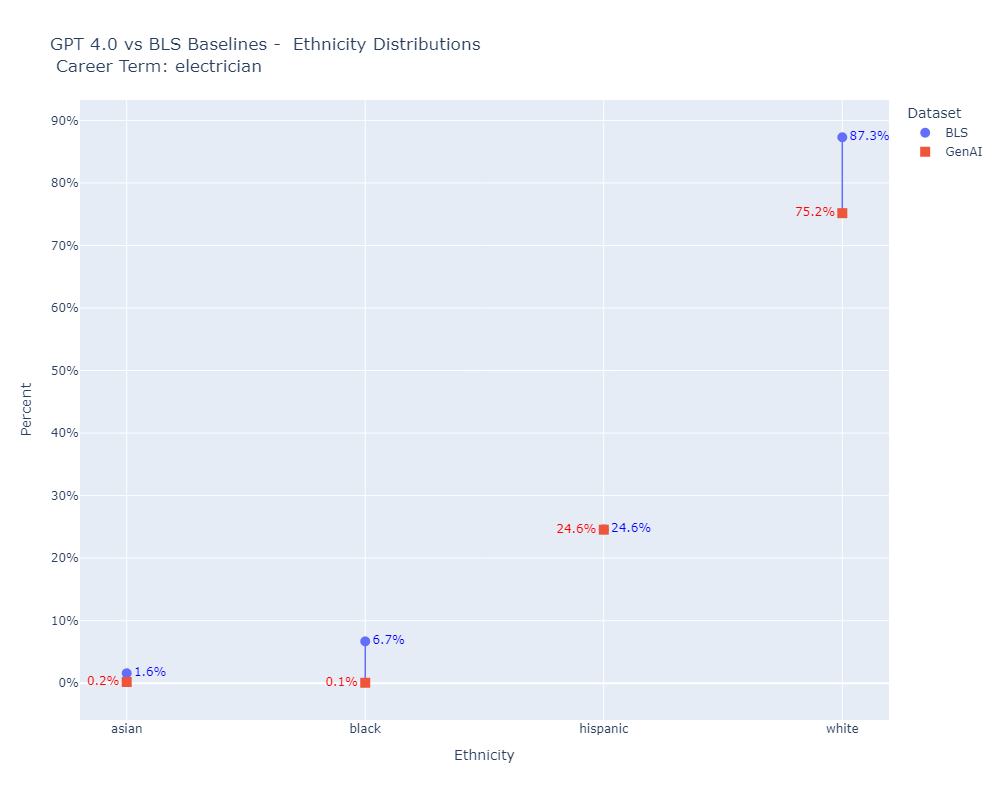 GPT 4.0 vs BLS Baselines -  Ethnicity Distributions
Career Term: electrician
Dataset
BLS
GenAI
Percent
90%
80%
70%
60%
50%
40%
30%
20%
10%
0%
87.3%
75.2%
24.6%
24.6%
6.7%
0.1%
1.6%
0.2%
asian
black
hispanic
white
Ethnicity